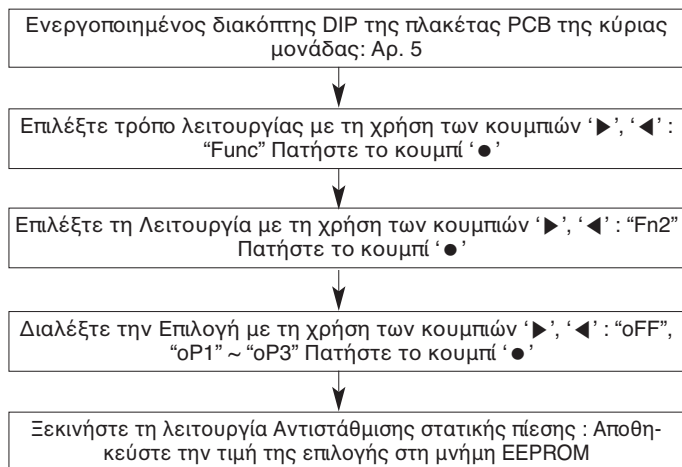 Ενεργοποιημένος διακόπτης DIP της πλακέτας PCB της κύριας
μονάδας: Αρ. 5
Επιλέξτε τρόπο λειτουργίας με τη χρήση των κουμπιών ‘▶’, ‘◀’ :
“Func” Πατήστε το κουμπί ‘●’
Επιλέξτε τη Λειτουργία με τη χρήση των κουμπιών ‘▶’, ‘◀’ : “Fn2”
Πατήστε το κουμπί ‘●’
Διαλέξτε την Επιλογή με τη χρήση των κουμπιών ‘▶’, ‘◀’ : “oFF”,
“oP1” ~ “oP3” Πατήστε το κουμπί ‘●’
Ξεκινήστε τη λειτουργία Αντιστάθμισης στατικής πίεσης : Αποθη-
κεύστε την τιμή της επιλογής στη μνήμη EEPROM